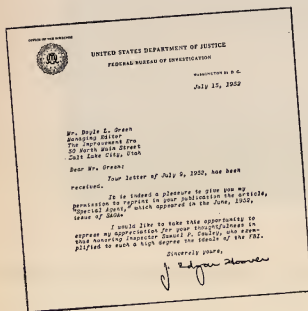 OFFICE OF THE DIRECTOR
UNITED STATES DEPARTMENT OF JUSTICE
FEDERAL BUREAU OF INVESTIGATION
WASHINGTON 25 D. C.
July 15, 1952
Mr. Doyle L. Green
Managing Editor
The Improvement Era
50 North Main Street
Salt Lake City, Utah
Dear Mr. Green:
Your letter of July 9, 1952, has been
received.
It is indeed a pleasure to give you my
permission to reprint in your publication the article,
"Special Agent," which appeared in the June, 1952,
issue of SAGA.
I would like to take this opportunity to
express my appreciation for your thoughtfulness in
thus honoring Inspector Samuel P. Cowley, who exem-
plified to such a high degree the ideals of the FBI.
Sincerely yours,
J. Edgar Hoover